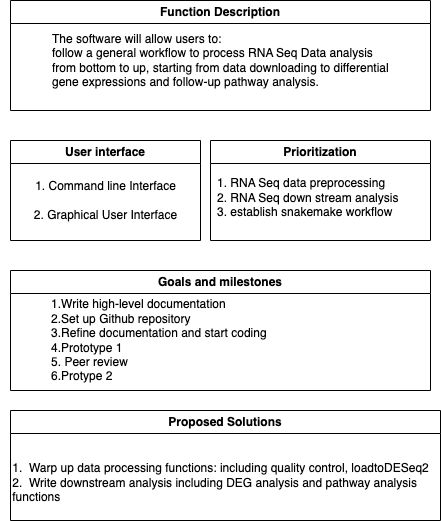 Function Description
The software will allow users to:
follow a general workflow to process RNA Seq Data analysis
from bottom to up, starting from data downloading to differential
gene expressions and follow-up pathway analysis.
User interface
1. Command line Interface
2. Graphical User Interface
Prioritization
1. RNA Seq data preprocessing
2. RNA Seq down stream analysis
3. establish snakemake workflow
Goals and milestones
1.Write high-level documentation
2.Set up Github repository
3.Refine documentation and start coding
4.Prototype 1
5. Peer review
6.Protype 2
Proposed Solutions
1. Warp up data processing functions: including quality control, loadtoDESeq2
2. Write downstream analysis including DEG analysis and pathway analysis
functions